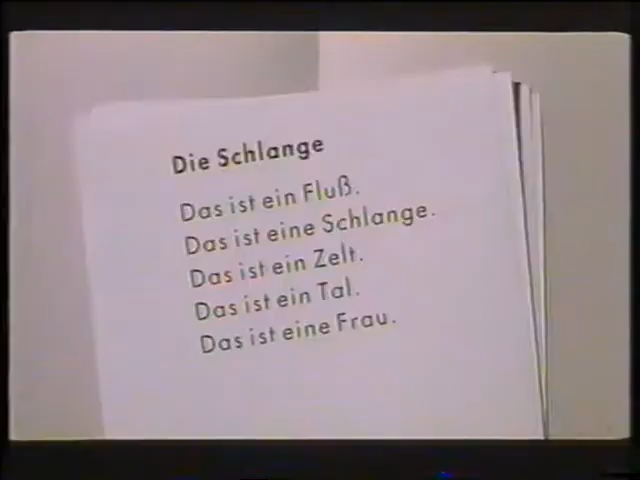 Die Schlange
Das ist ein Fluß.
Das ist eine Schlange.
Das ist ein Zelt.
Das ist ein Tal.
Das ist eine Frau.